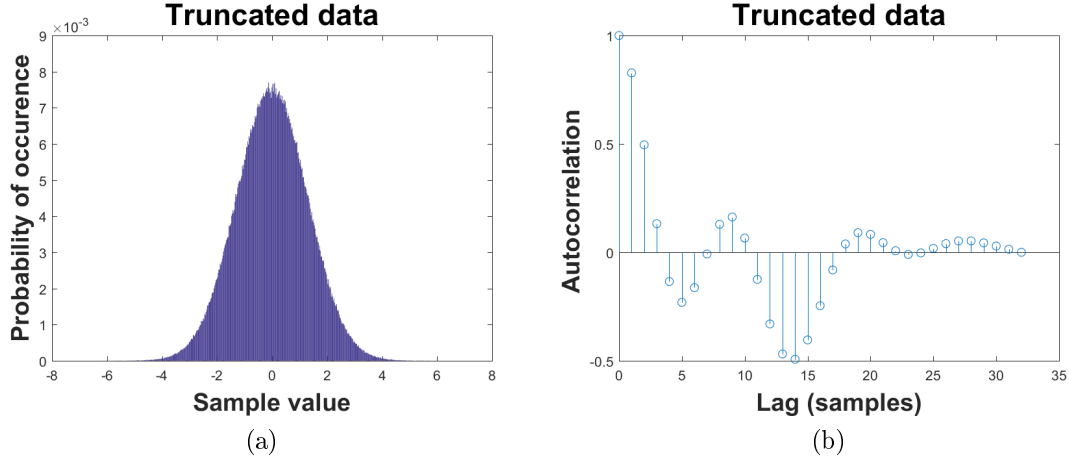 Truncated data
×10-3
9
8
7
6
5
4
3
2
1
0
-8 -6 -4 -2 0 2 4 6 8
Probability of occurence
Sample value
(a)
Truncated data
1
0.5
0
-0.5
0 5 10 15 20 25 30 35
Autocorrelation
Lag (samples)
(b)